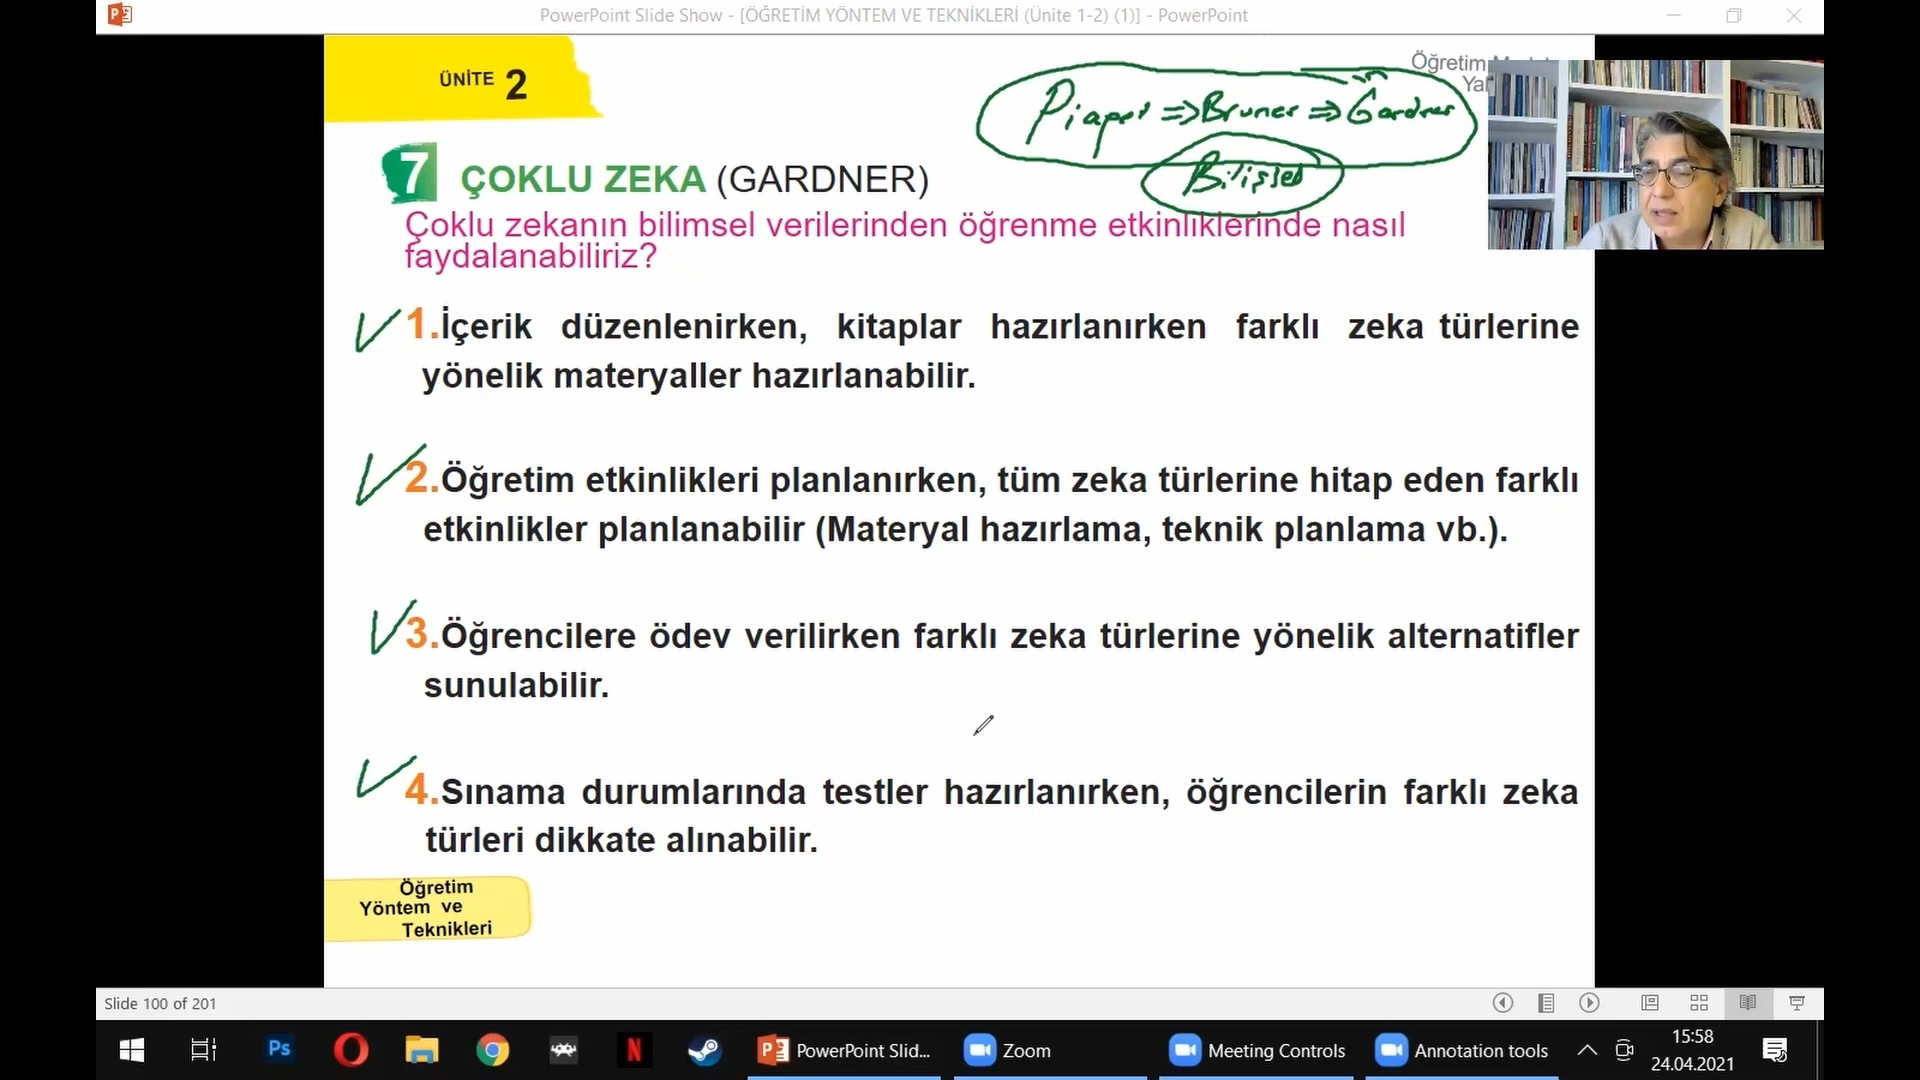 PowerPoint Slide Show - [ÖĞRETİM YÖNTEM VE TEKNİKLERİ (Ünite 1-2) (1)] - PowerPoint
ÜNİTE 2
Öğretim
Piaget => Bruner => Gardner
Bilişsel
7 ÇOKLU ZEKA (GARDNER)
Çoklu zekanın bilimsel verilerinden öğrenme etkinliklerinde nasıl
faydalanabiliriz?
1.İçerik düzenlenirken, kitaplar hazırlanırken farklı zeka türlerine
yönelik materyaller hazırlanabilir.
2.Öğretim etkinlikleri planlanırken, tüm zeka türlerine hitap eden farklı
etkinlikler planlanabilir (Materyal hazırlama, teknik planlama vb.).
3.Öğrencilere ödev verilirken farklı zeka türlerine yönelik alternatifler
sunulabilir.
4.Sınama durumlarında testler hazırlanırken, öğrencilerin farklı zeka
türleri dikkate alınabilir.
Öğretim
Yöntem ve
Teknikleri
Slide 100 of 201
Ps
N
PowerPoint Slid...
Zoom
Meeting Controls
Annotation tools
15:58
24.04.2021